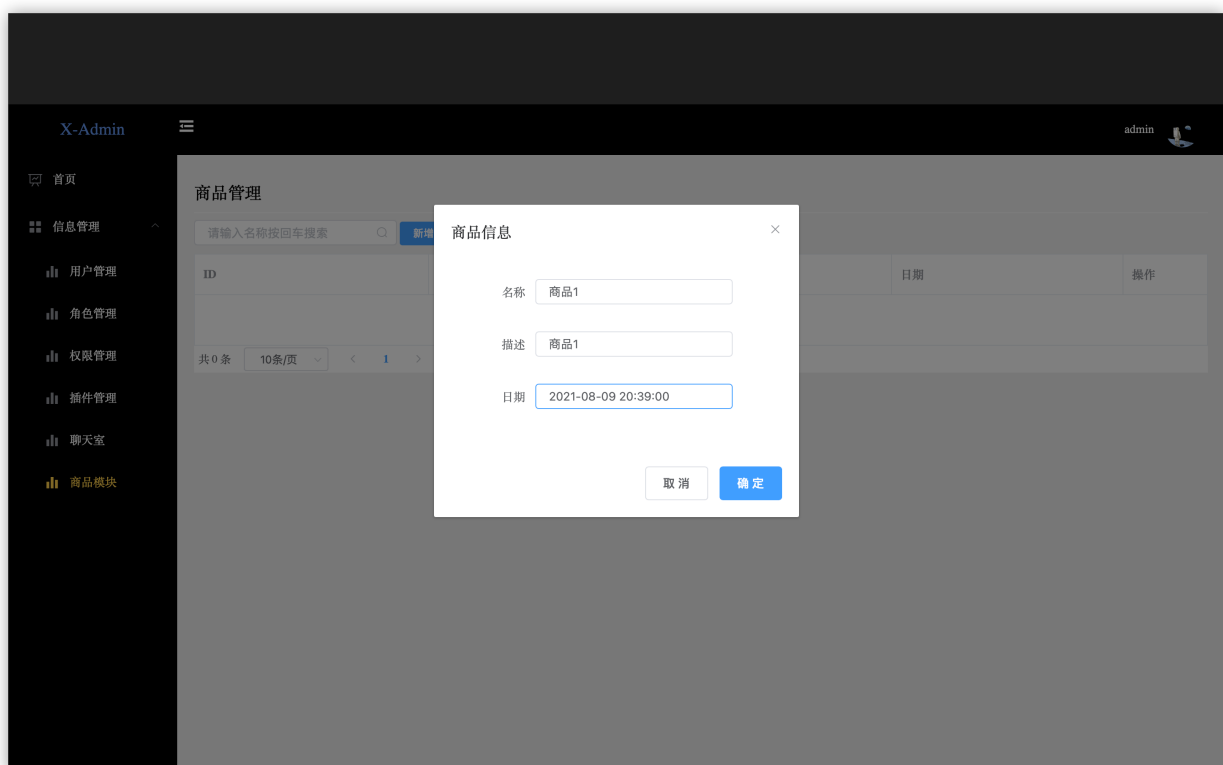 X-Admin
admin
首页
信息管理
用户管理
角色管理
权限管理
插件管理
聊天室
商品模块
商品管理
请输入名称按回车搜索
新增
ID
日期
操作
共 0 条
10条/页
1
商品信息
名称
商品1
描述
商品1
日期
2021-08-09 20:39:00
取 消
确 定